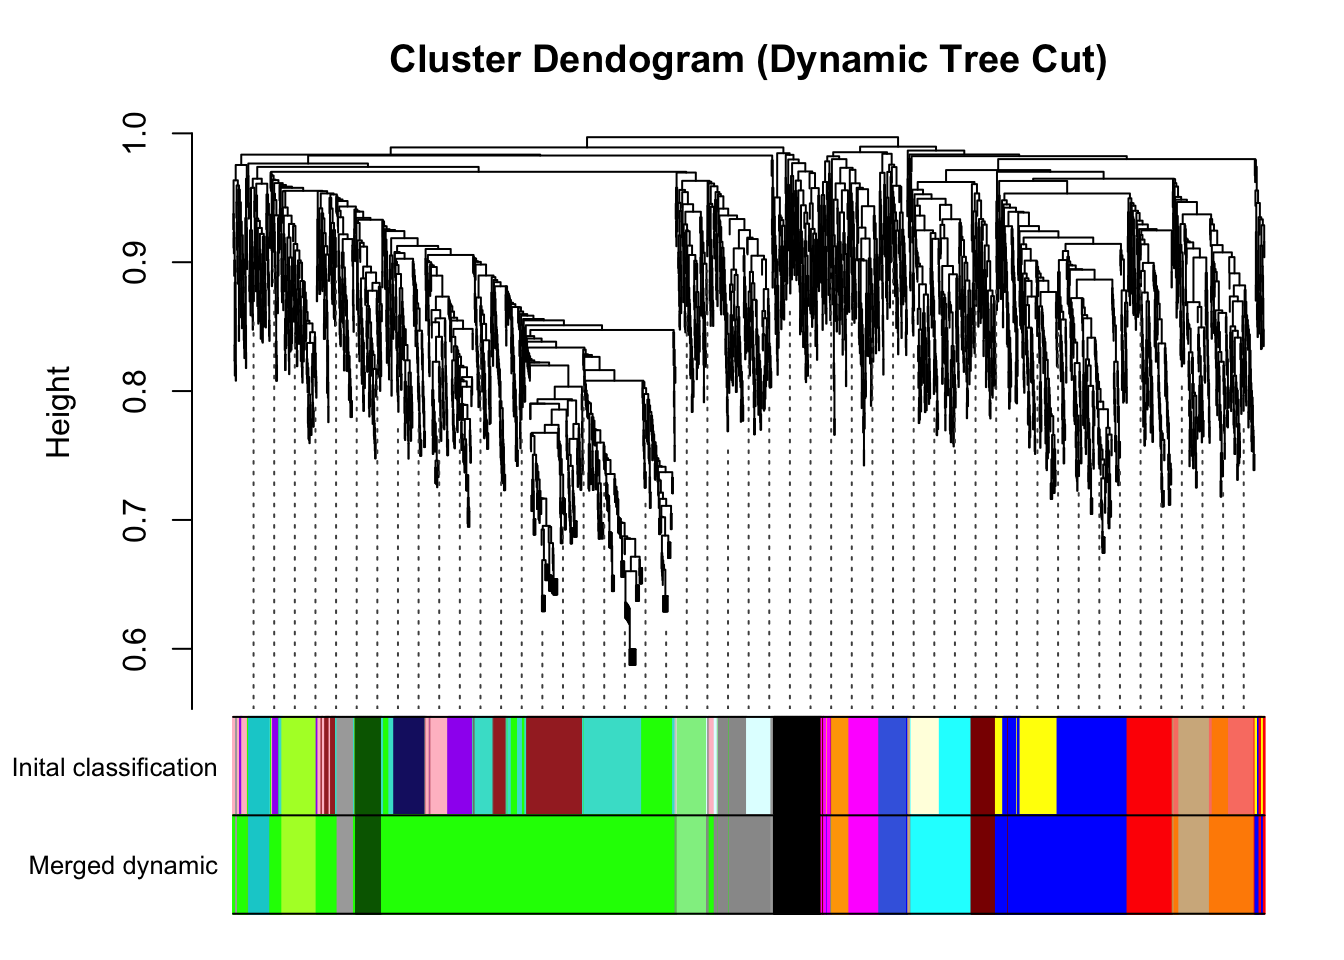 Cluster Dendogram (Dynamic Tree Cut)
1.0
0.9
0.8
0.7
0.6
Height
Inital classification
Merged dynamic